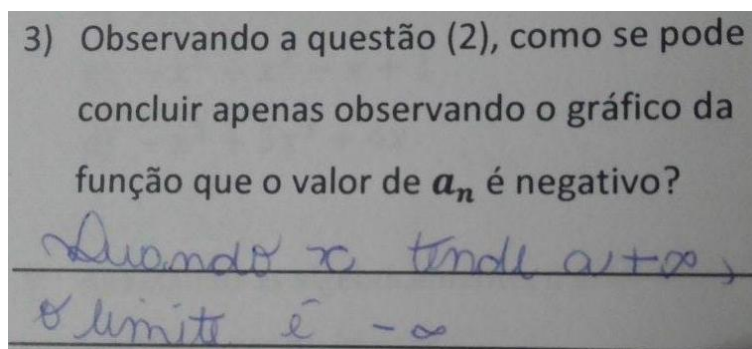 3) Observando a questão (2), como se pode
concluir apenas observando o gráfico da
função que o valor de aₙ é negativo?
Quando x tende a +∞,
o limite é -∞